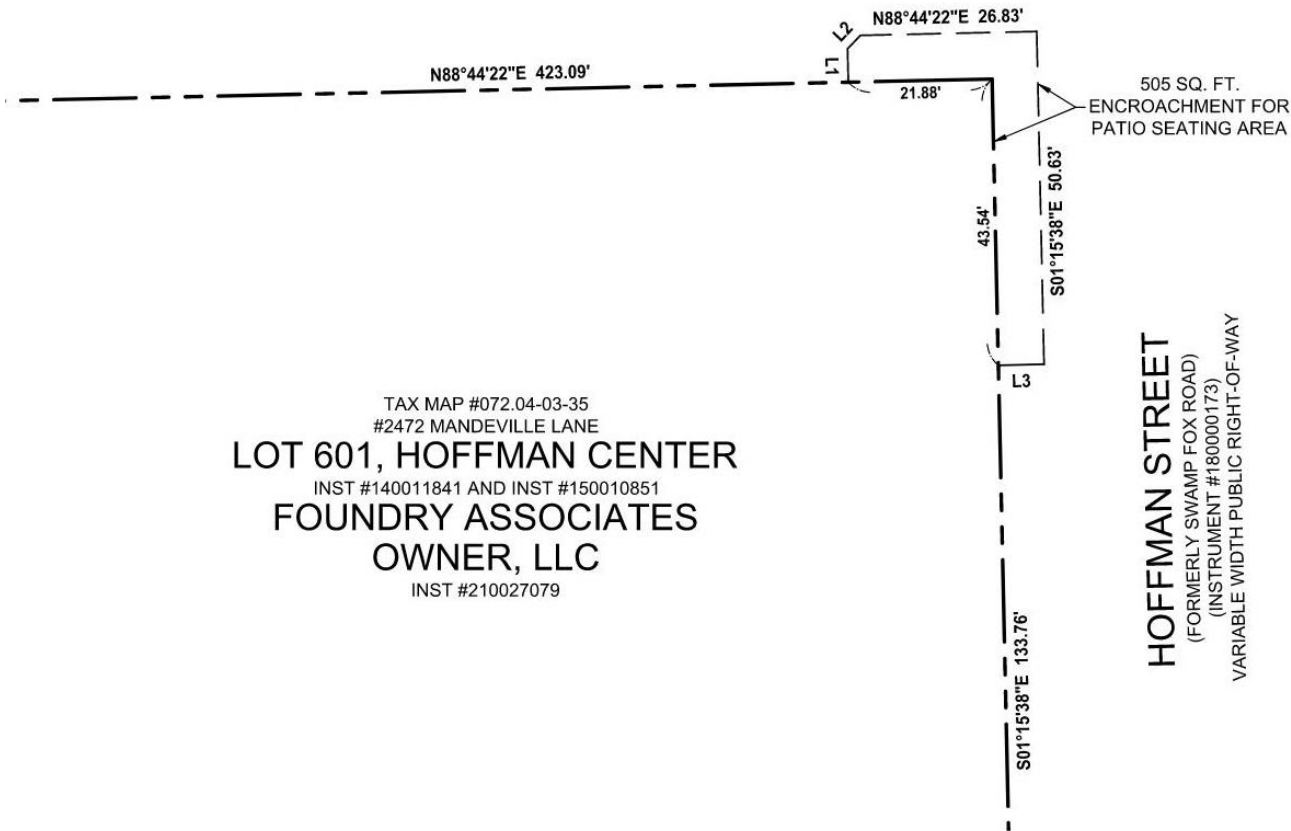 N88°44'22"E 26.83'
L2
L1
N88°44'22"E 423.09'
21.88'
505 SQ. FT.
ENCROACHMENT FOR
PATIO SEATING AREA
43.54'
S01°15'38"E 50.63'
L3
TAX MAP #072.04-03-35
#2472 MANDEVILLE LANE
LOT 601, HOFFMAN CENTER
INST #140011841 AND INST #150010851
FOUNDRY ASSOCIATES
OWNER, LLC
INST #210027079
HOFFMAN STREET
(FORMERLY SWAMP FOX ROAD)
(INSTRUMENT #180000173)
VARIABLE WIDTH PUBLIC RIGHT-OF-WAY
S01°15'38"E 133.76'